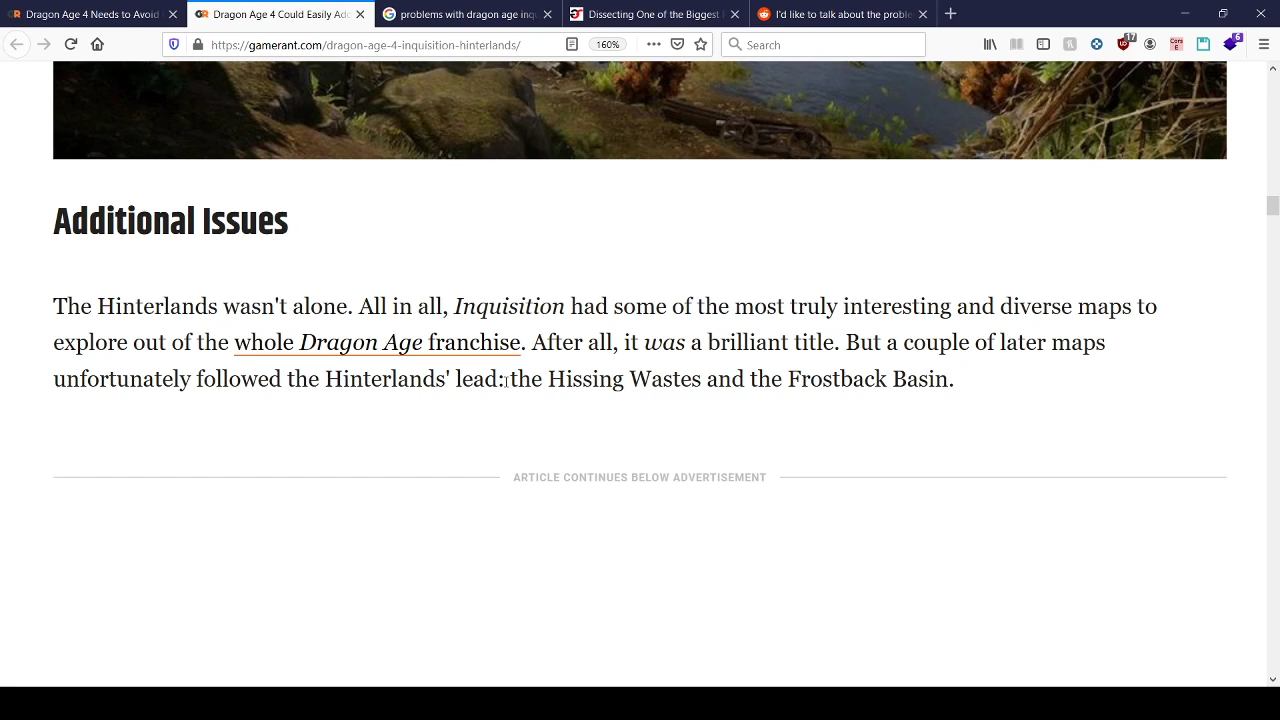 Dragon Age 4 Needs to Avoid
Dragon Age 4 Could Easily Add
problems with dragon age inq
Dissecting One of the Biggest
I'd like to talk about the proble
https://gamerant.com/dragon-age-4-inquisition-hinterlands/
160%
Search
17
6
Additional Issues
The Hinterlands wasn't alone. All in all, Inquisition had some of the most truly interesting and diverse maps to
explore out of the whole Dragon Age franchise. After all, it was a brilliant title. But a couple of later maps
unfortunately followed the Hinterlands' lead: the Hissing Wastes and the Frostback Basin.
ARTICLE CONTINUES BELOW ADVERTISEMENT